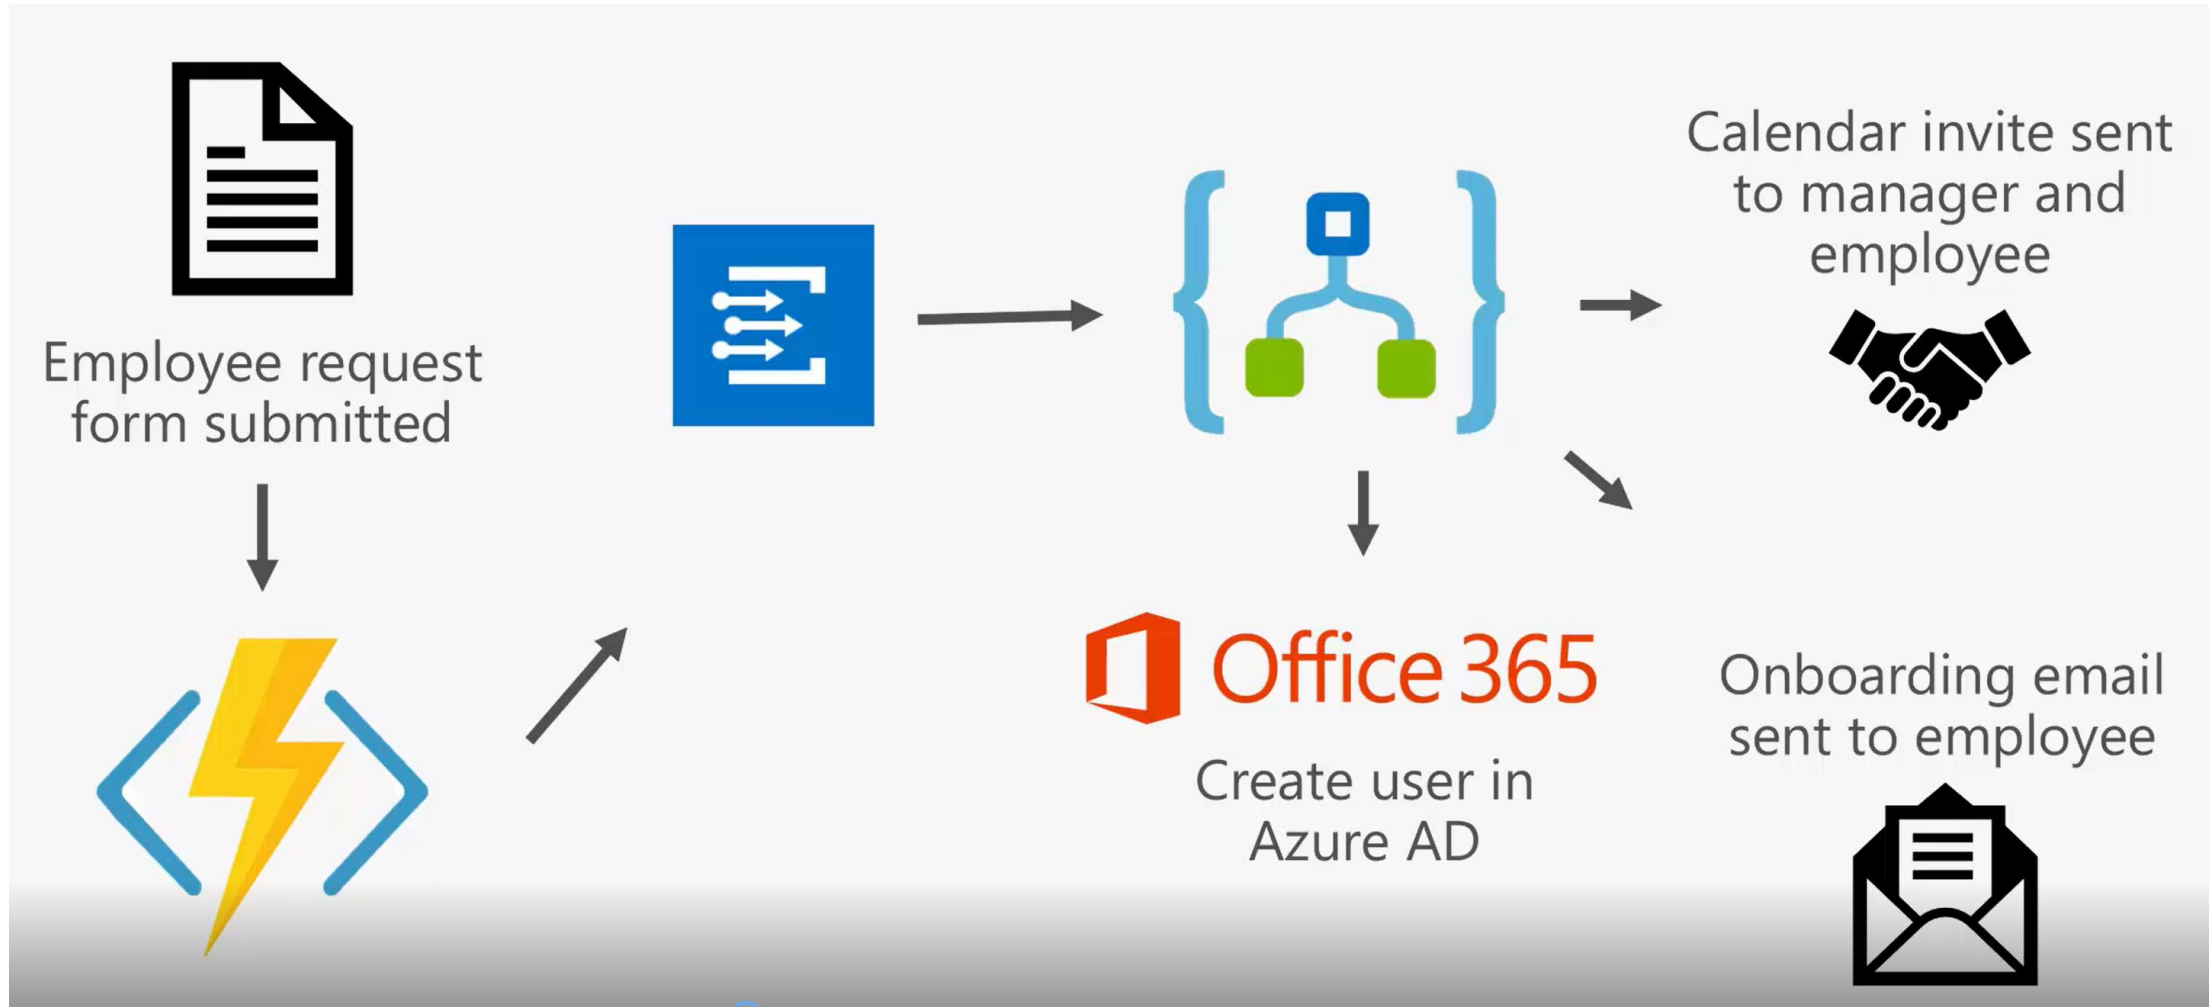 Employee request
form submitted
Calendar invite sent
to manager and
employee
Office 365
Create user in
Azure AD
Onboarding email
sent to employee